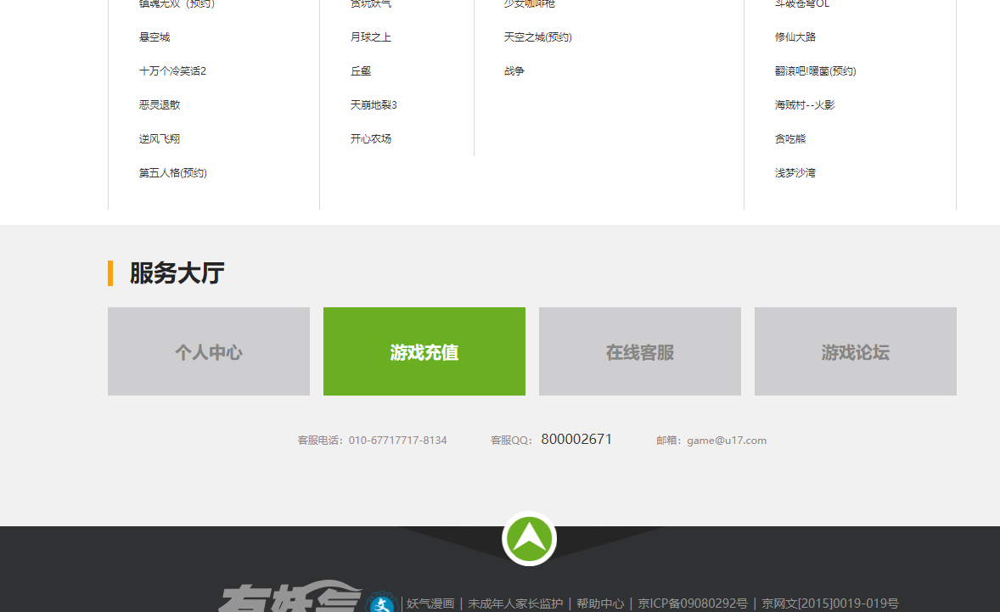 镇魂无双（预约）
贪玩妖气
少女咖啡枪
斗破苍穹OL
悬空城
月球之上
天空之城(预约)
修仙大路
十万个冷笑话2
丘壑
战争
翻滚吧!暖菌(预约)
恶灵退散
天崩地裂3
海贼村--火影
逆风飞翔
开心农场
贪吃熊
第五人格(预约)
浅梦沙湾
服务大厅
个人中心
游戏充值
在线客服
游戏论坛
客服电话：010-67717717-8134 客服QQ： 800002671 邮箱：game@u17.com
有妖气
文
妖气漫画 | 未成年人家长监护 | 帮助中心 | 京ICP备09080292号 | 京网文[2015]0019-019号